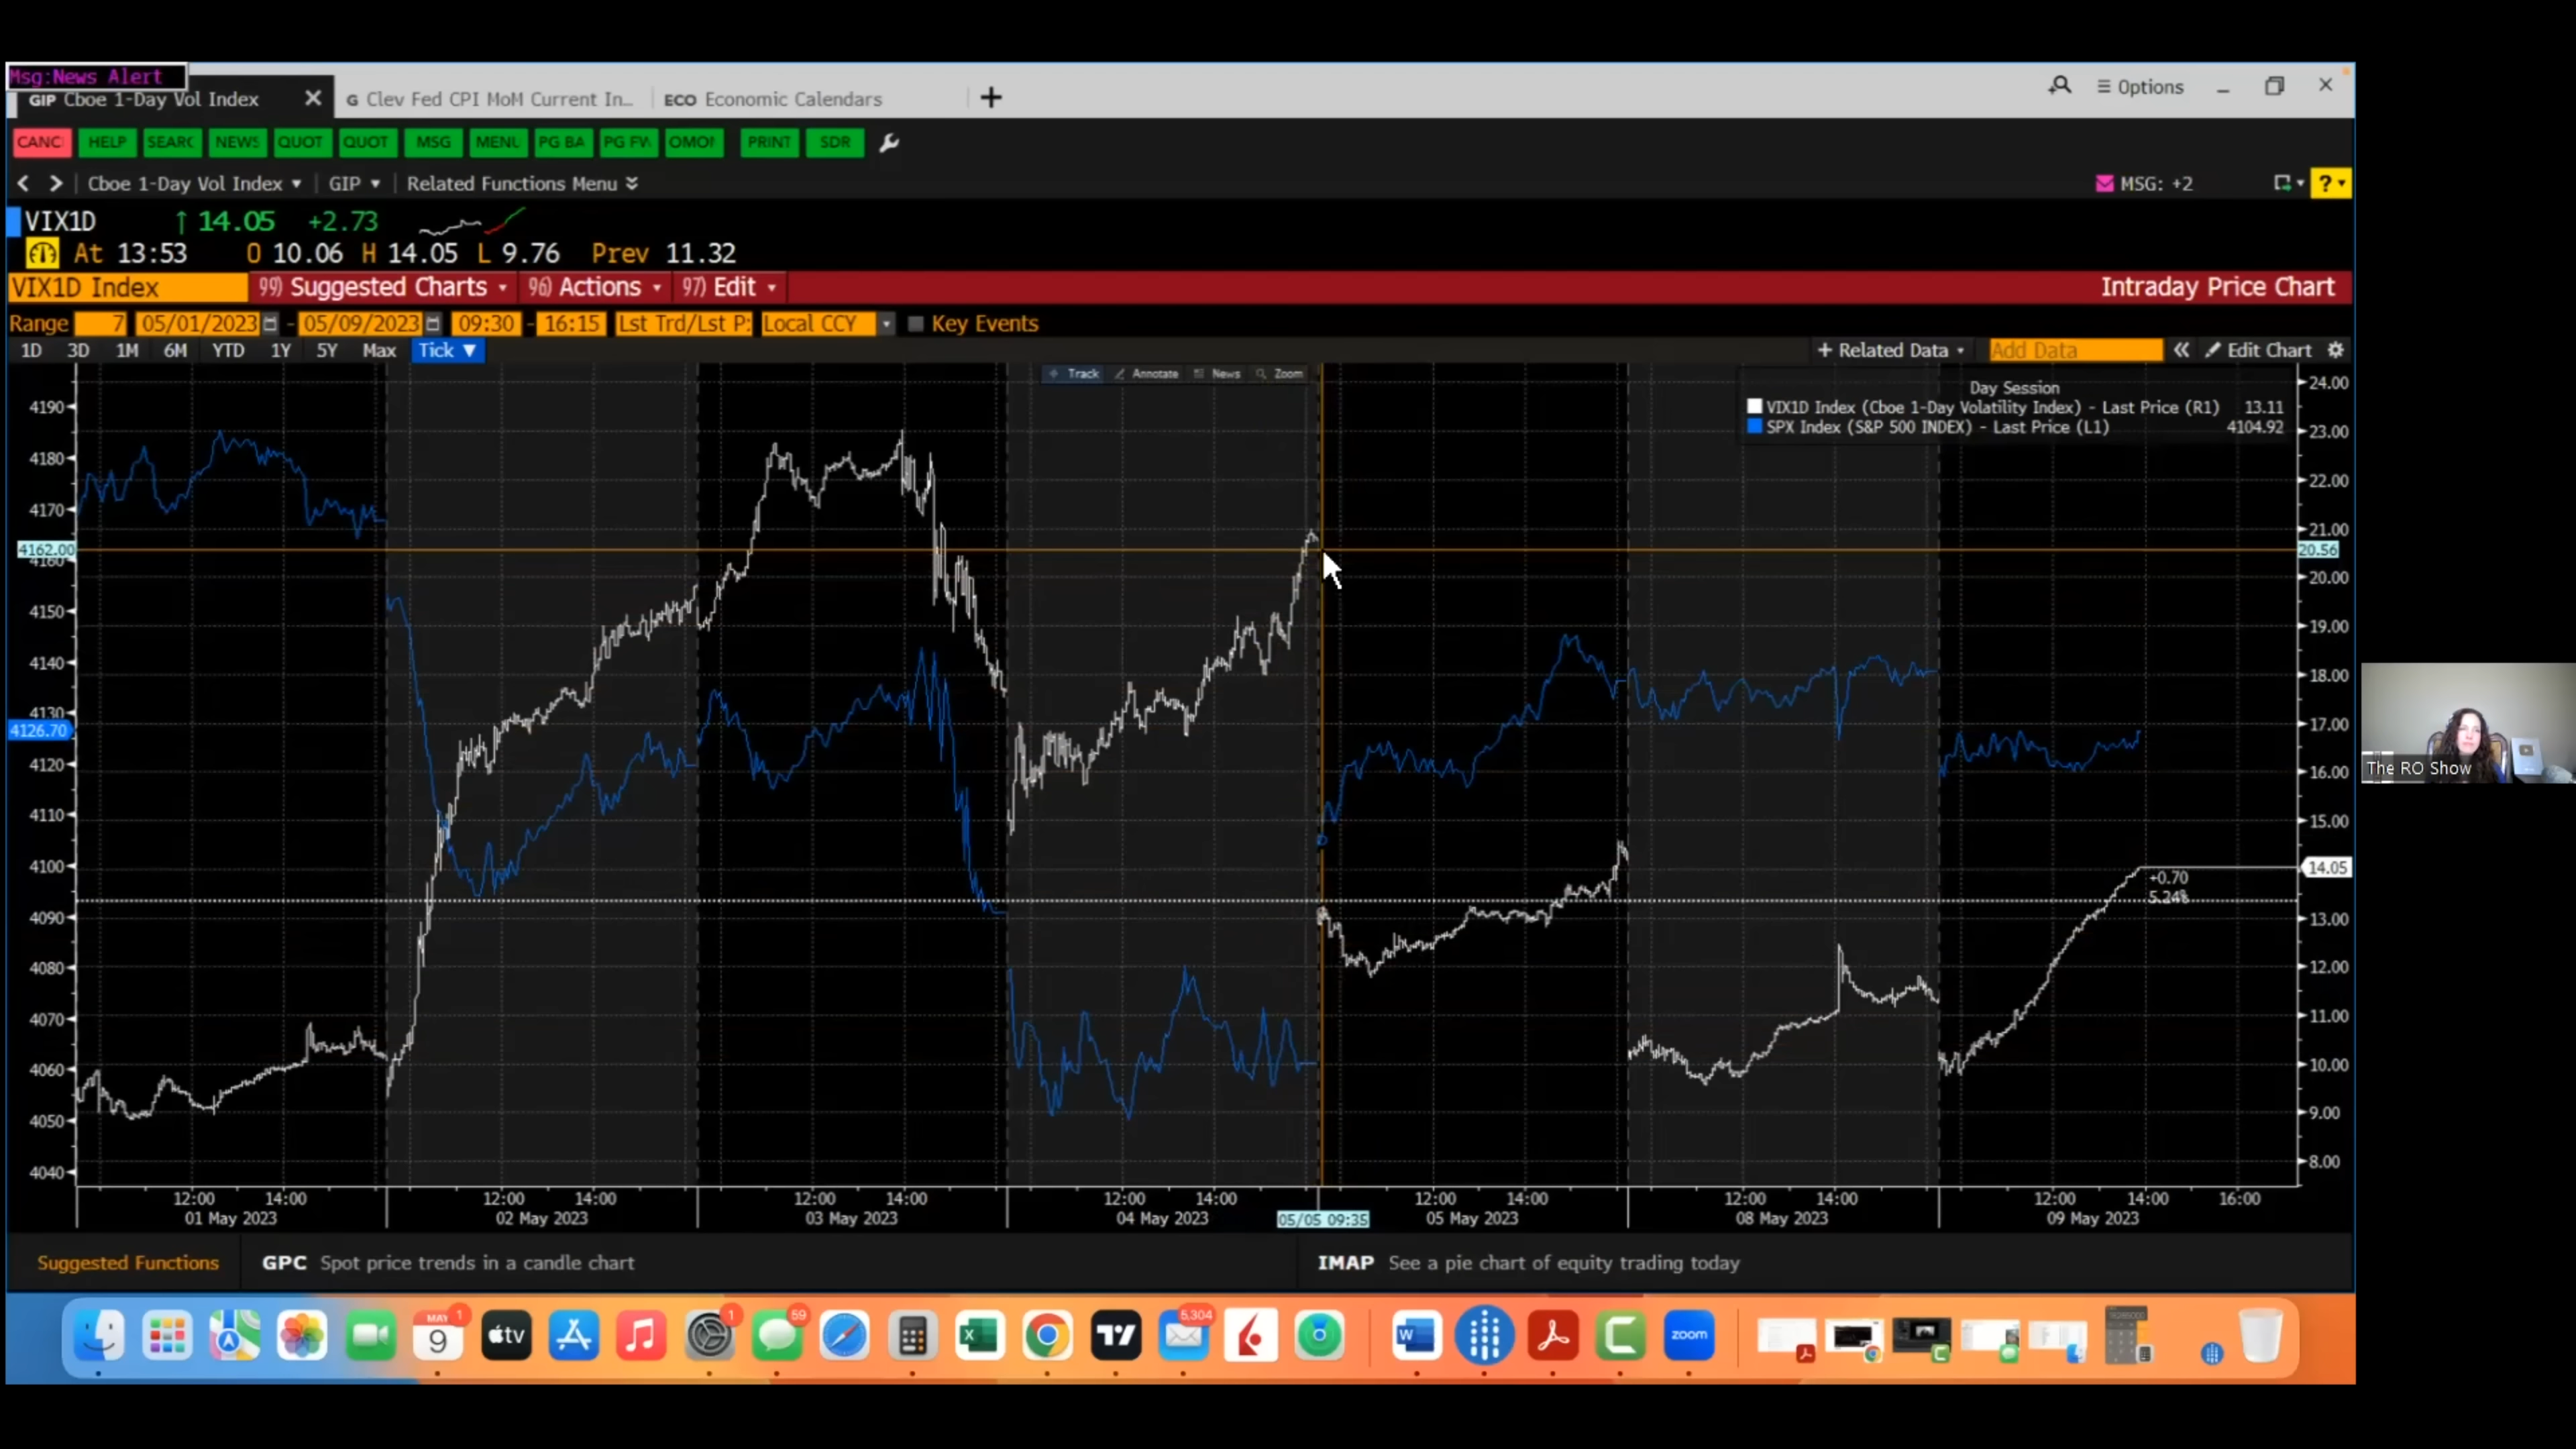 Msg:News Alert
GIP Cboe 1-Day Vol Index
G Clev Fed CPI MoM Current In...
ECO Economic Calendars
Options
CANC HELP SEARC NEWS QUOT QUOT MSG MENU PG BA PG FW OMON PRINT SDR
Cboe 1-Day Vol Index GIP Related Functions Menu MSG: +2 ?
VIX1D ↑ 14.05 +2.73
At 13:53 O 10.06 H 14.05 L 9.76 Prev 11.32
VIX1D Index 99) Suggested Charts 96) Actions 97) Edit Intraday Price Chart
Range 7 05/01/2023 - 05/09/2023 09:30 - 16:15 Lst Trd/Lst P: Local CCY Key Events
1D 3D 1M 6M YTD 1Y 5Y Max Tick ▼ + Related Data Add Data « Edit Chart
Track Annotate News Zoom
Day Session
VIX1D Index (Cboe 1-Day Volatility Index) - Last Price (R1) 13.11
SPX Index (S&P 500 INDEX) - Last Price (L1) 4104.92
4190
4180
4170
4162.00
4160
4150
4140
4130
4126.70
4120
4110
4100
4090
4080
4070
4060
4050
4040
24.00
23.00
22.00
21.00
20.56
20.00
19.00
18.00
17.00
16.00
15.00
14.05
13.00
12.00
11.00
10.00
9.00
8.00
+0.70
5.24%
12:00 14:00 12:00 14:00 12:00 14:00 12:00 14:00 12:00 14:00 12:00 14:00 12:00 14:00 16:00
01 May 2023 02 May 2023 03 May 2023 04 May 2023 05/05 09:35 05 May 2023 08 May 2023 09 May 2023
Suggested Functions GPC Spot price trends in a candle chart IMAP See a pie chart of equity trading today
The RO Show
MAY
9
1
tv
1
59
5,304
X
W
zoom